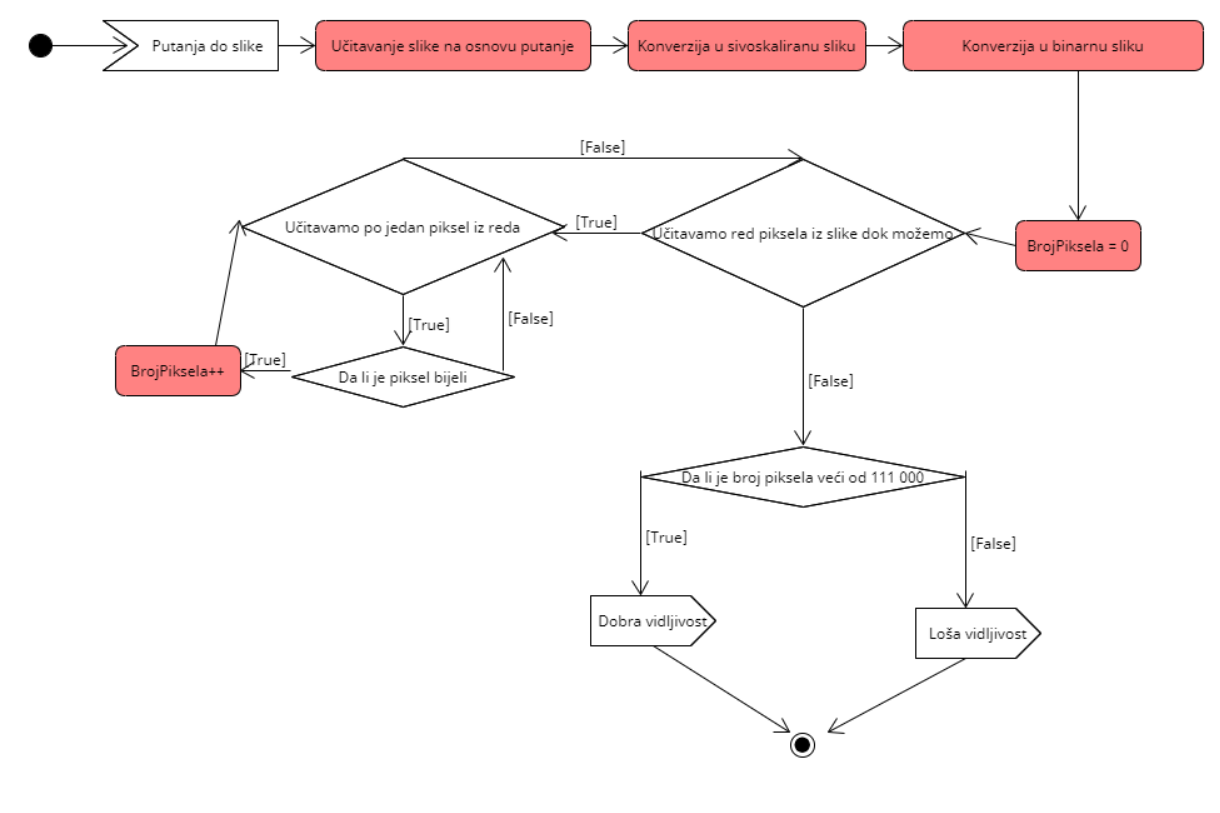 Putanja do slike
Učitavanje slike na osnovu putanje
Konverzija u sivoskaliranu sliku
Konverzija u binarnu sliku
[False]
Učitavamo po jedan piksel iz reda
[True]
Učitavamo red piksela iz slike dok možemo
BrojPiksela = 0
[True]
[False]
BrojPiksela++
[True]
Da li je piksel bijeli
[False]
Da li je broj piksela veći od 111 000
[True]
[False]
Dobra vidljivost
Loša vidljivost